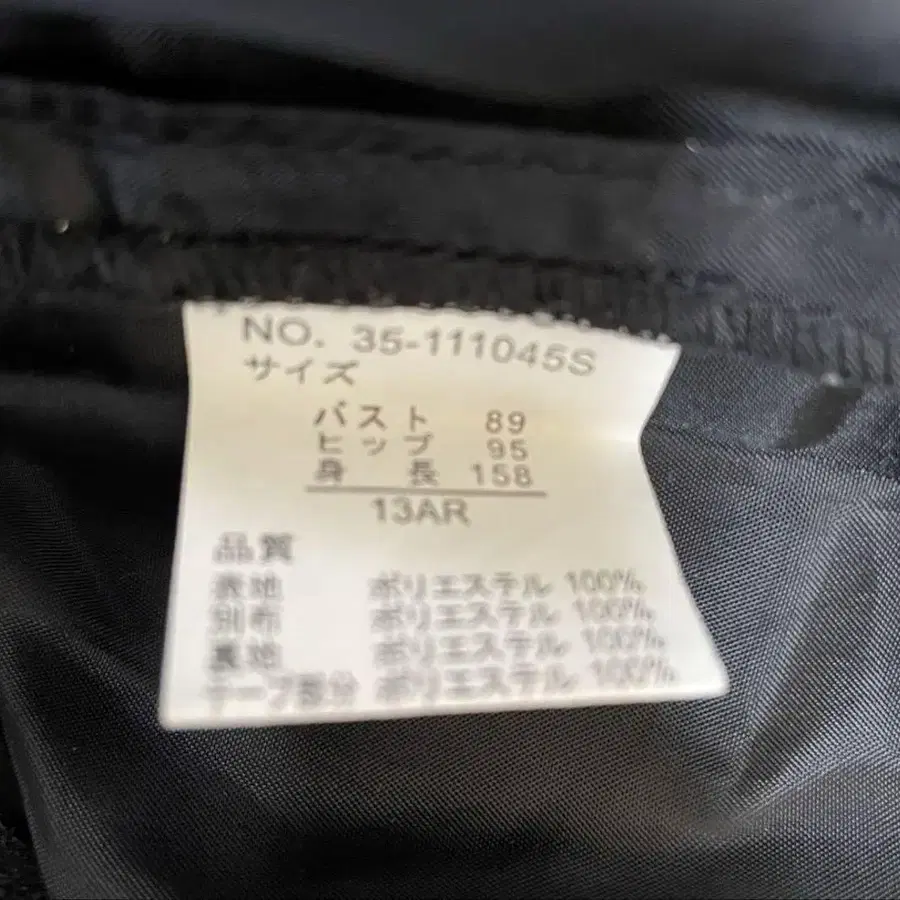 NO. 35-111045S
サイズ
バスト 89
ヒップ 95
身長 158
13AR
品質
表地 ポリエステル 100%
別布 ポリエステル 100%
裏地 ポリエステル 100%
テープ部分 ポリエステル 100%